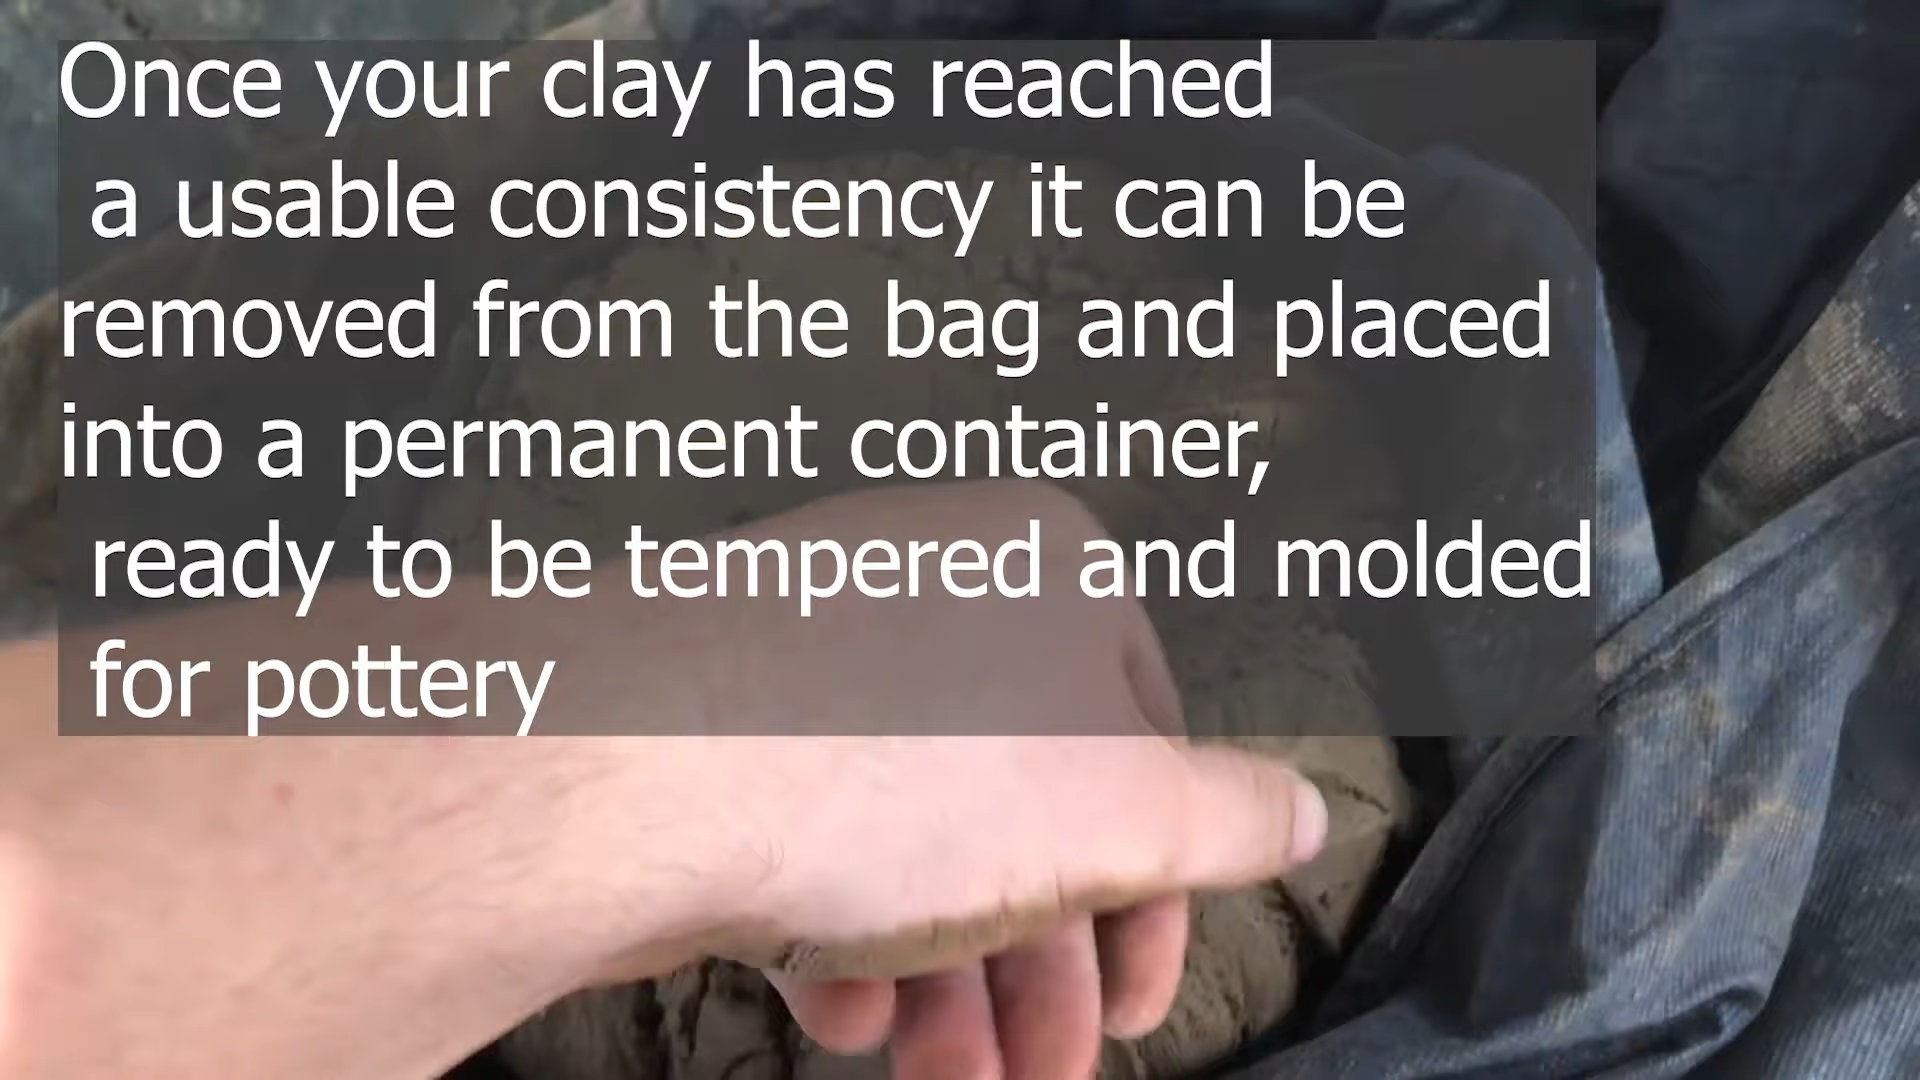 Once your clay has reached
a usable consistency it can be
removed from the bag and placed
into a permanent container,
ready to be tempered and molded
for pottery